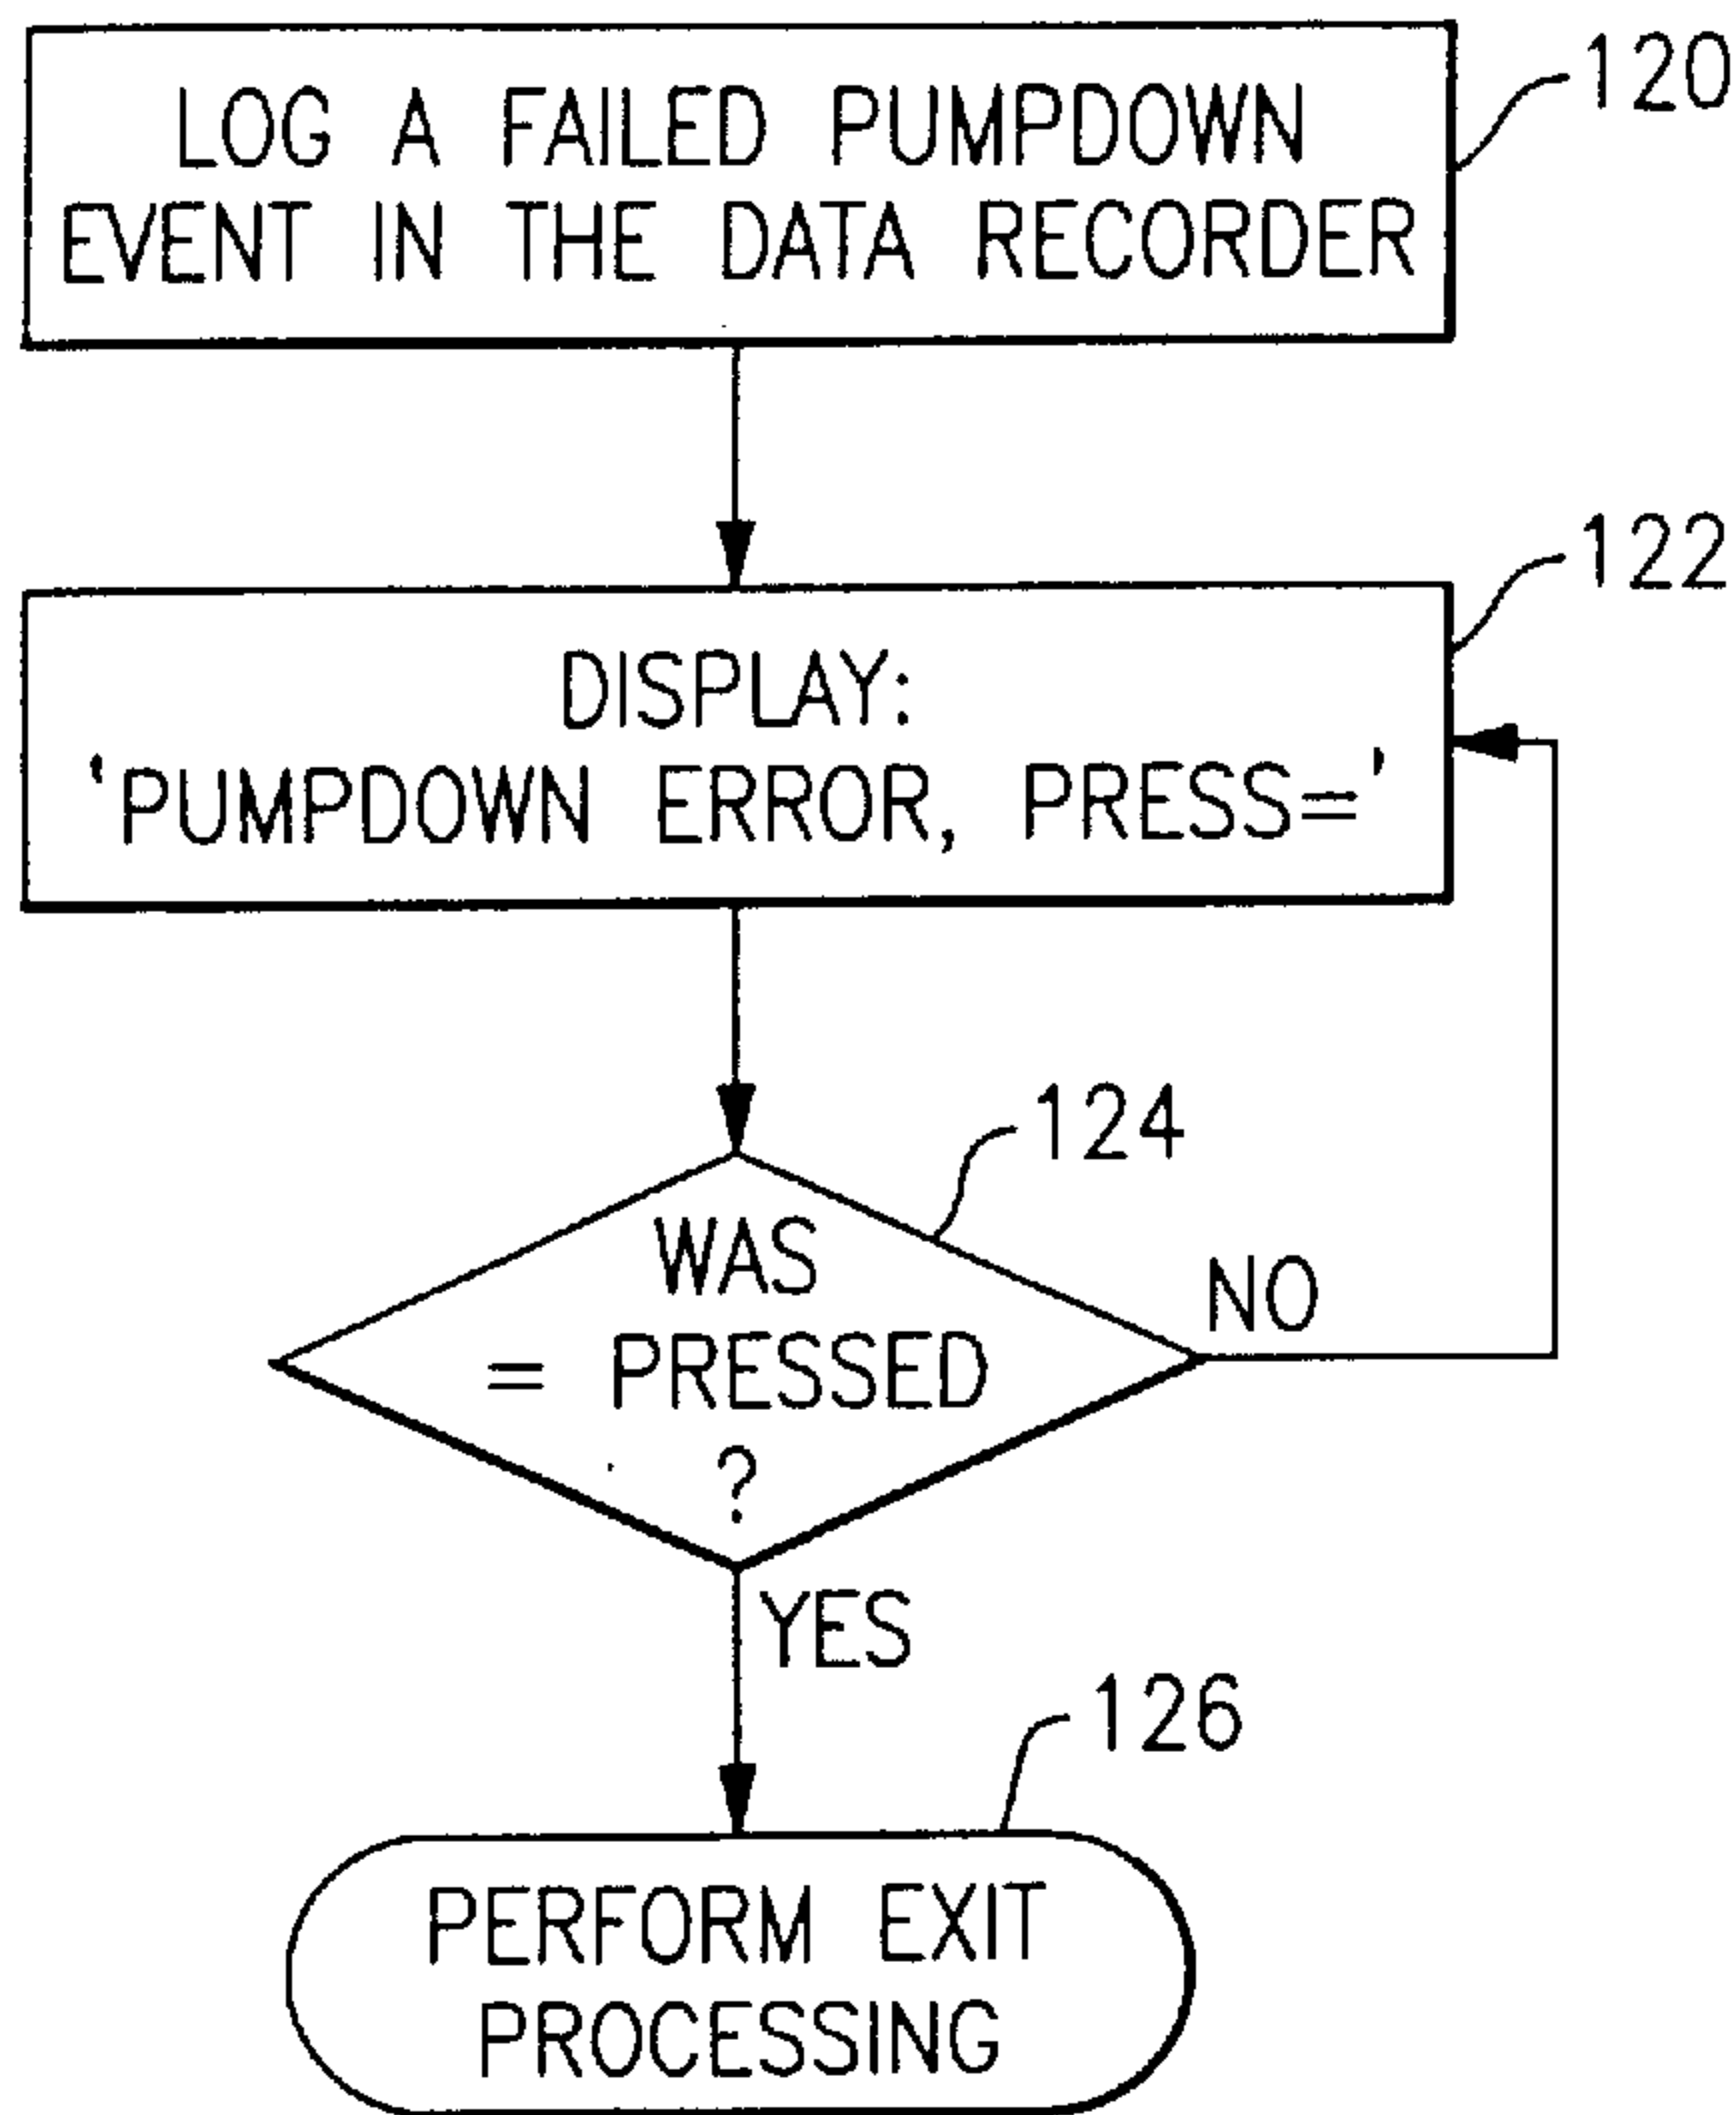 LOG A FAILED PUMPDOWN
EVENT IN THE DATA RECORDER
120
DISPLAY:
'PUMPDOWN ERROR, PRESS='
122
124
WAS
= PRESSED
?
NO
YES
126
PERFORM EXIT
PROCESSING